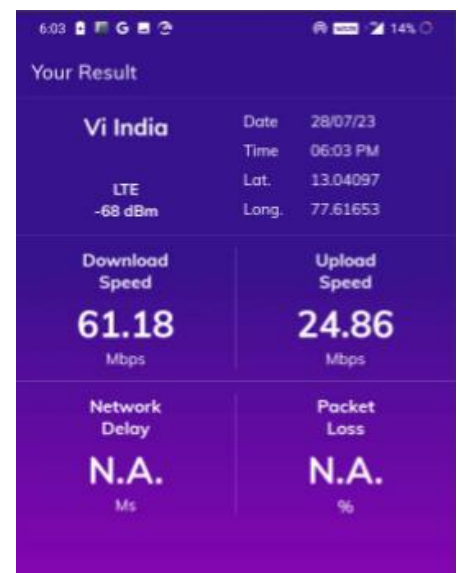 6:03 G 14%
Your Result
Vi India
LTE
-68 dBm
Date 28/07/23
Time 06:03 PM
Lat. 13.04097
Long. 77.61653
Download Speed
61.18
Mbps
Upload Speed
24.86
Mbps
Network Delay
N.A.
Ms
Packet Loss
N.A.
%